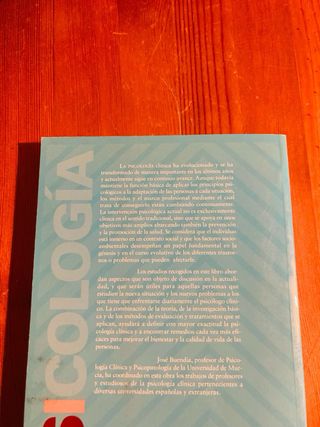 SICOLOGÍA
La psicología clínica ha evolucionado y se ha
transformado de manera importante en los últimos años
y actualmente sigue en continuo avance. Aunque todavía
mantiene la función básica de aplicar los principios psi-
cológicos a la adaptación de las personas a cada situación,
los métodos y el marco profesional mediante el cual
trata de conseguirlo están cambiando continuamente.
La intervención psicológica actual no es exclusivamente
clínica en el sentido tradicional, sino que se apoya en otros
objetivos más amplios abarcando también la prevención
y la promoción de la salud. Se considera que el individuo
está inmerso en un contexto social y que los factores socio-
ambientales desempeñan un papel fundamental en la
génesis y en el curso evolutivo de los diferentes trastor-
nos o problemas que pueden afectarle.
Los estudios recogidos en este libro abor-
dan aspectos que son objeto de discusión en la actuali-
dad, y que serán útiles para aquellas personas que
estudian la nueva situación y los nuevos problemas a los
que tiene que enfrentarse diariamente el psicólogo clíni-
co. La combinación de la teoría, de la investigación bási-
ca y de los métodos de evaluación y tratamientos que se
aplican, ayudará a definir con mayor exactitud la psico-
logía clínica y a encontrar remedios cada vez más efica-
ces para mejorar el bienestar y la calidad de vida de las
personas.
José Buendía, profesor de Psico-
logía Clínica y Psicopatología de la Universidad de Mur-
cia, ha coordinado en esta obra los trabajos de profesores
y estudiosos de la psicología clínica pertenecientes a
diversas universidades españolas y extranjeras.